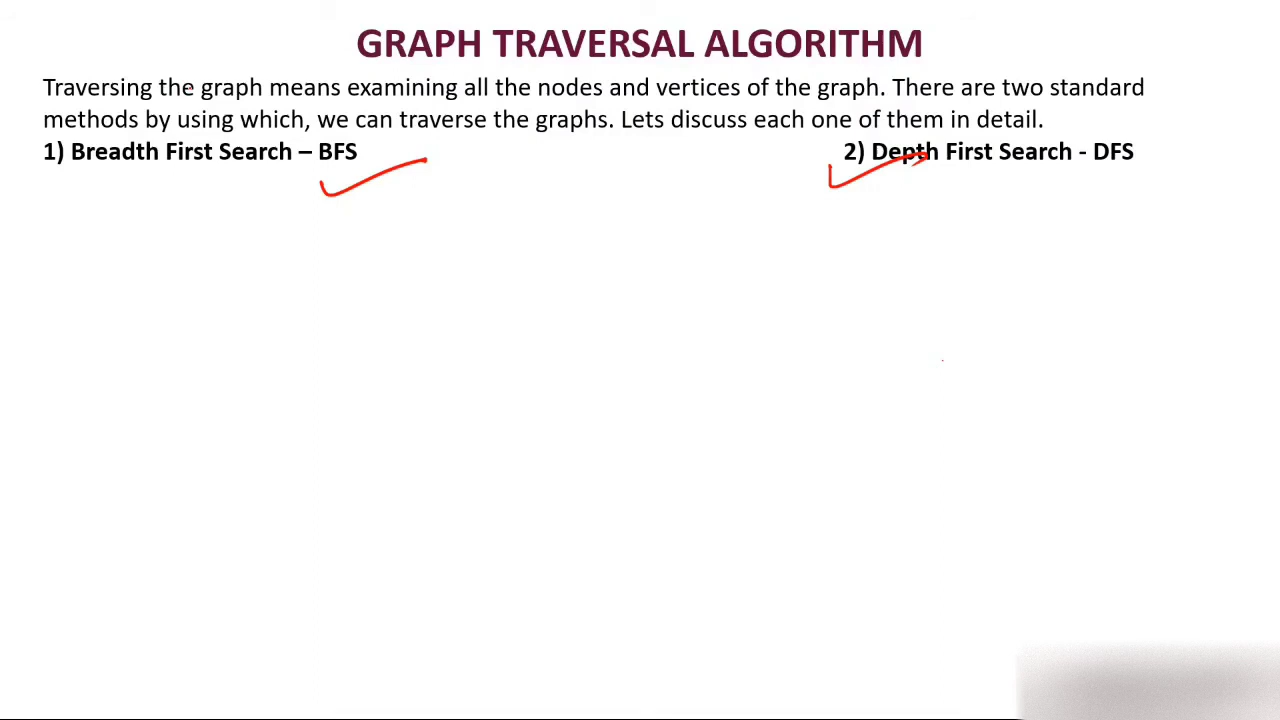 GRAPH TRAVERSAL ALGORITHM
Traversing the graph means examining all the nodes and vertices of the graph. There are two standard
methods by using which, we can traverse the graphs. Lets discuss each one of them in detail.
1) Breadth First Search – BFS 2) Depth First Search - DFS